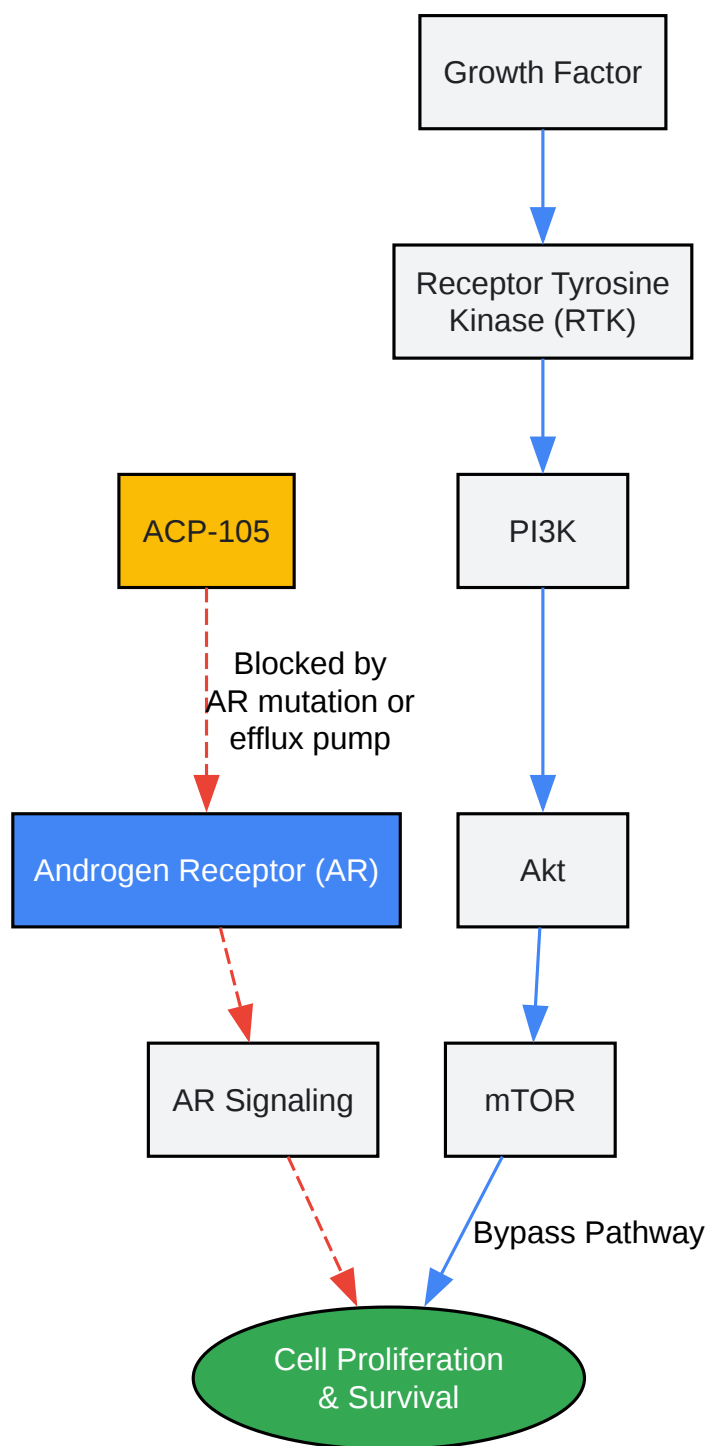 Growth Factor
Receptor Tyrosine
Kinase (RTK)
ACP-105
PI3K
Blocked by
AR mutation or
efflux pump
Androgen Receptor (AR)
Akt
AR Signaling
mTOR
Bypass Pathway
Cell Proliferation
& Survival